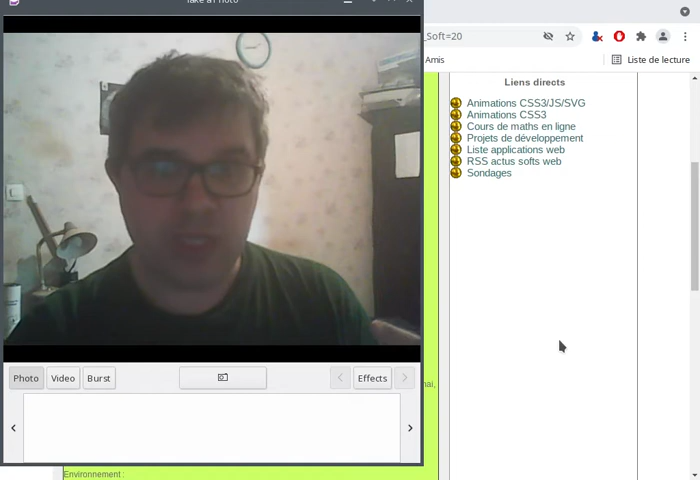 Take a Photo
_Soft=20
Amis
Liste de lecture
Liens directs
Animations CSS3/JS/SVG
Animations CSS3
Cours de maths en ligne
Projets de développement
Liste applications web
RSS actus softs web
Sondages
Photo
Video
Burst
Effects
mai,
Environnement :